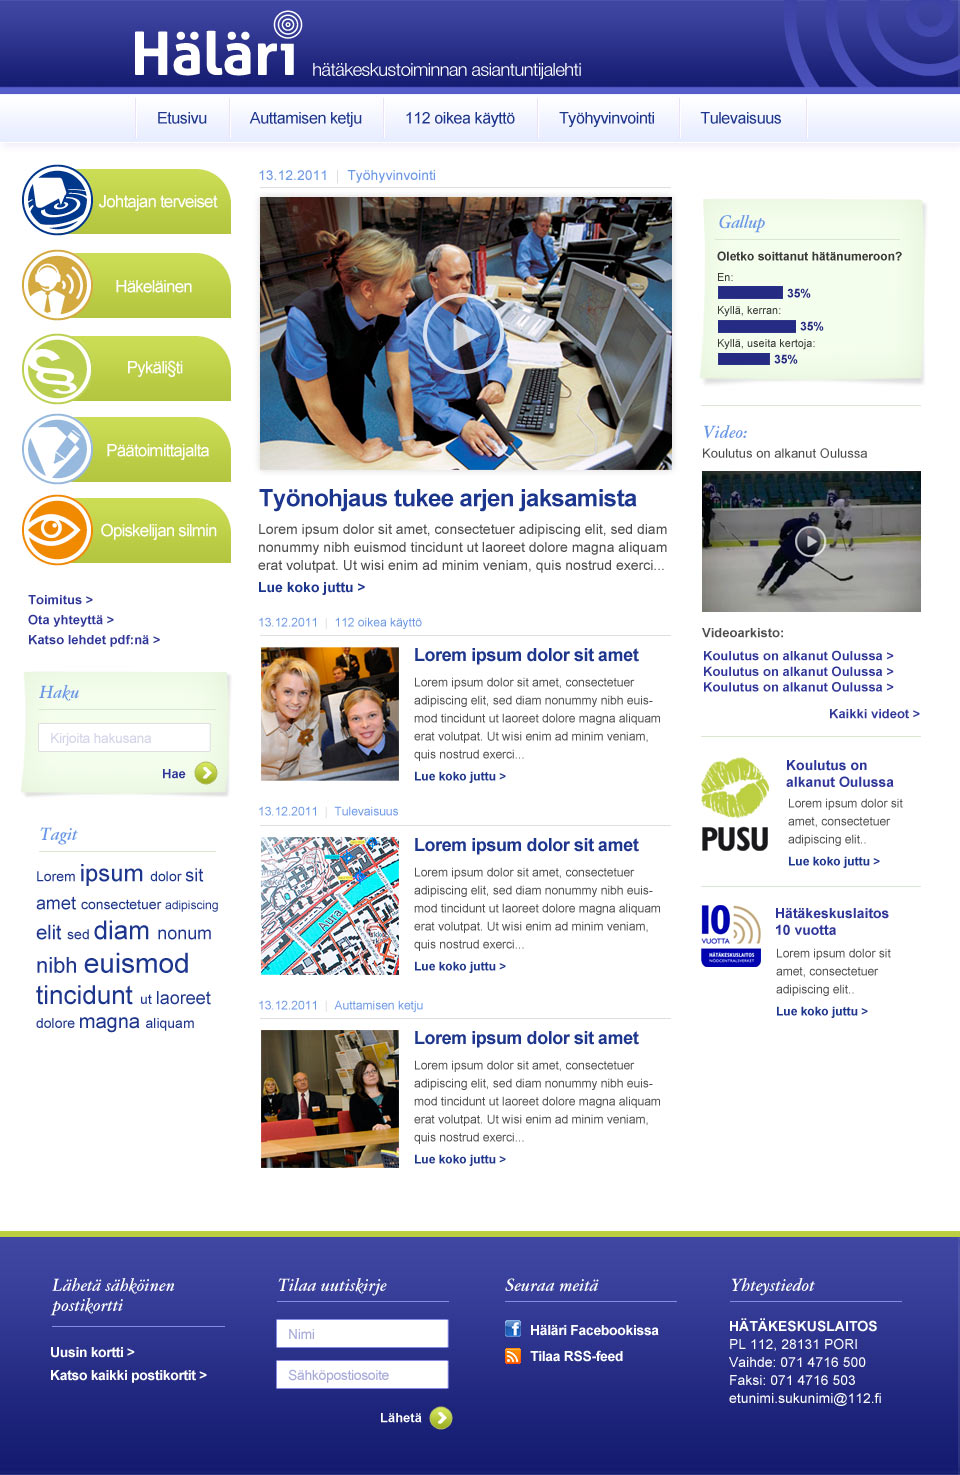 Häläri
hätäkeskustoiminnan asiantuntijalehti
Etusivu
Auttamisen ketju
112 oikea käyttö
Työhyvinvointi
Tulevaisuus
Johtajan terveiset
Häkeläinen
Pykäli§ti
Päätoimittajalta
Opiskelijan silmin
Toimitus >
Ota yhteyttä >
Katso lehdet pdf:nä >
Haku
Kirjoita hakusana
Hae
Tagit
Lorem ipsum dolor sit
amet consectetuer adipiscing
elit sed diam nonum
nibh euismod
tincidunt ut laoreet
dolore magna aliquam
13.12.2011 | Työhyvinvointi
Työnohjaus tukee arjen jaksamista
Lorem ipsum dolor sit amet, consectetuer adipiscing elit, sed diam
nonummy nibh euismod tincidunt ut laoreet dolore magna aliquam
erat volutpat. Ut wisi enim ad minim veniam, quis nostrud exerci...
Lue koko juttu >
13.12.2011 | 112 oikea käyttö
Lorem ipsum dolor sit amet
Lorem ipsum dolor sit amet, consectetuer
adipiscing elit, sed diam nonummy nibh euis-
mod tincidunt ut laoreet dolore magna aliquam
erat volutpat. Ut wisi enim ad minim veniam,
quis nostrud exerci...
Lue koko juttu >
13.12.2011 | Tulevaisuus
Aura
Lorem ipsum dolor sit amet
Lorem ipsum dolor sit amet, consectetuer
adipiscing elit, sed diam nonummy nibh euis-
mod tincidunt ut laoreet dolore magna aliquam
erat volutpat. Ut wisi enim ad minim veniam,
quis nostrud exerci...
Lue koko juttu >
13.12.2011 | Auttamisen ketju
Lorem ipsum dolor sit amet
Lorem ipsum dolor sit amet, consectetuer
adipiscing elit, sed diam nonummy nibh euis-
mod tincidunt ut laoreet dolore magna aliquam
erat volutpat. Ut wisi enim ad minim veniam,
quis nostrud exerci...
Lue koko juttu >
Gallup
Oletko soittanut hätänumeroon?
En:
35%
Kyllä, kerran:
35%
Kyllä, useita kertoja:
35%
Video:
Koulutus on alkanut Oulussa
Videoarkisto:
Koulutus on alkanut Oulussa >
Koulutus on alkanut Oulussa >
Koulutus on alkanut Oulussa >
Kaikki videot >
PUSU
Koulutus on
alkanut Oulussa
Lorem ipsum dolor sit
amet, consectetuer
adipiscing elit..
Lue koko juttu >
10
VUOTTA
HÄTÄKESKUSLAITOS
NÖDCENTRALSVERKET
Hätäkeskuslaitos
10 vuotta
Lorem ipsum dolor sit
amet, consectetuer
adipiscing elit..
Lue koko juttu >
Lähetä sähköinen
postikortti
Uusin kortti >
Katso kaikki postikortit >
Tilaa uutiskirje
Nimi
Sähköpostiosoite
Lähetä
Seuraa meitä
Häläri Facebookissa
Tilaa RSS-feed
Yhteystiedot
HÄTÄKESKUSLAITOS
PL 112, 28131 PORI
Vaihde: 071 4716 500
Faksi: 071 4716 503
etunimi.sukunimi@112.fi